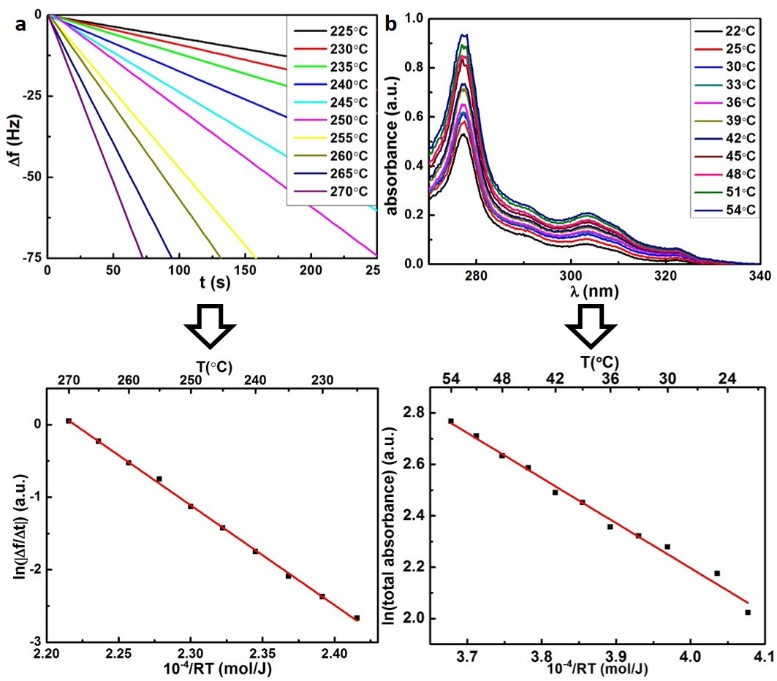 a
0
-25
-50
-75
Δf (Hz)
0
50
100
150
200
250
t (s)
225°C
230°C
235°C
240°C
245°C
250°C
255°C
260°C
265°C
270°C
b
1.0
0.8
0.6
0.4
0.2
0.0
absorbance (a.u.)
280
300
320
340
λ (nm)
22°C
25°C
30°C
33°C
36°C
39°C
42°C
45°C
48°C
51°C
54°C
T(°C)
270
260
250
240
230
0
-1
-2
-3
ln(|Δf/Δt|) (a.u.)
2.20
2.25
2.30
2.35
2.40
10⁻⁴/RT (mol/J)
T(°C)
54
48
42
36
30
24
2.8
2.6
2.4
2.2
2.0
ln(total absorbance) (a.u.)
3.7
3.8
3.9
4.0
4.1
10⁻⁴/RT (mol/J)